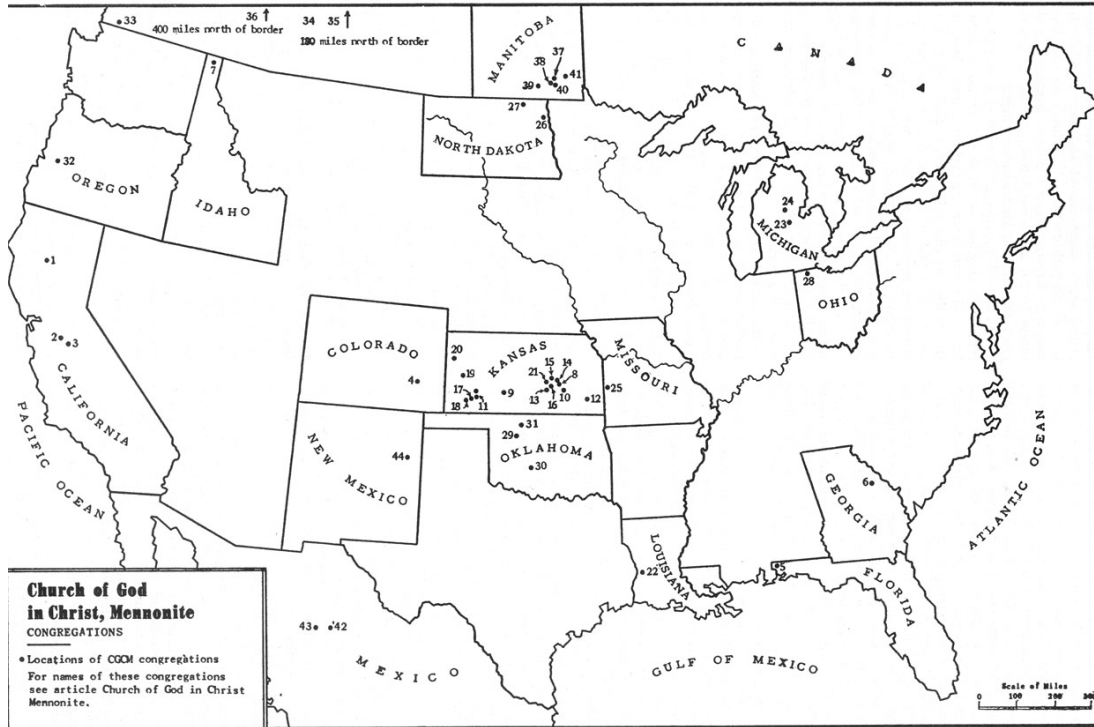 33
36
34 35
400 miles north of border
180 miles north of border
7
MANITOBA
37
38
41
39
40
CANADA
27
26
NORTH DAKOTA
32
OREGON
IDAHO
24
23
MICHIGAN
1
28
OHIO
2 3
CALIFORNIA
COLORADO
4
20
KANSAS
19
17
18
11
9
15 14
21 8
13 16 10
12
MISSOURI
25
31
29
OKLAHOMA
30
NEW MEXICO
44
PACIFIC OCEAN
ATLANTIC OCEAN
6
GEORGIA
LOUISIANA
22
5
FLORIDA
43 42
MEXICO
GULF OF MEXICO
Church of God
in Christ, Mennonite
CONGREGATIONS
Locations of CGCM congregations
For names of these congregations
see article Church of God in Christ
Mennonite.
Scale of Miles
0 100 200 300